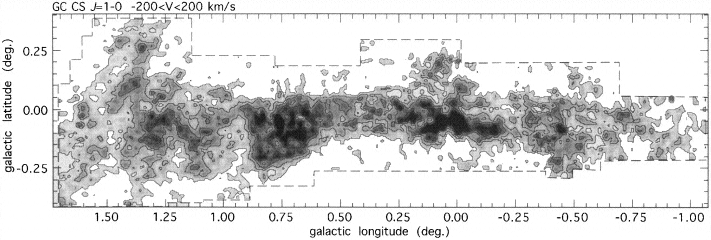 GC CS J=1-0 -200<V<200 km/s
galactic latitude (deg.)
0.25
0.00
-0.25
1.50 1.25 1.00 0.75 0.50 0.25 0.00 -0.25 -0.50 -0.75 -1.00
galactic longitude (deg.)